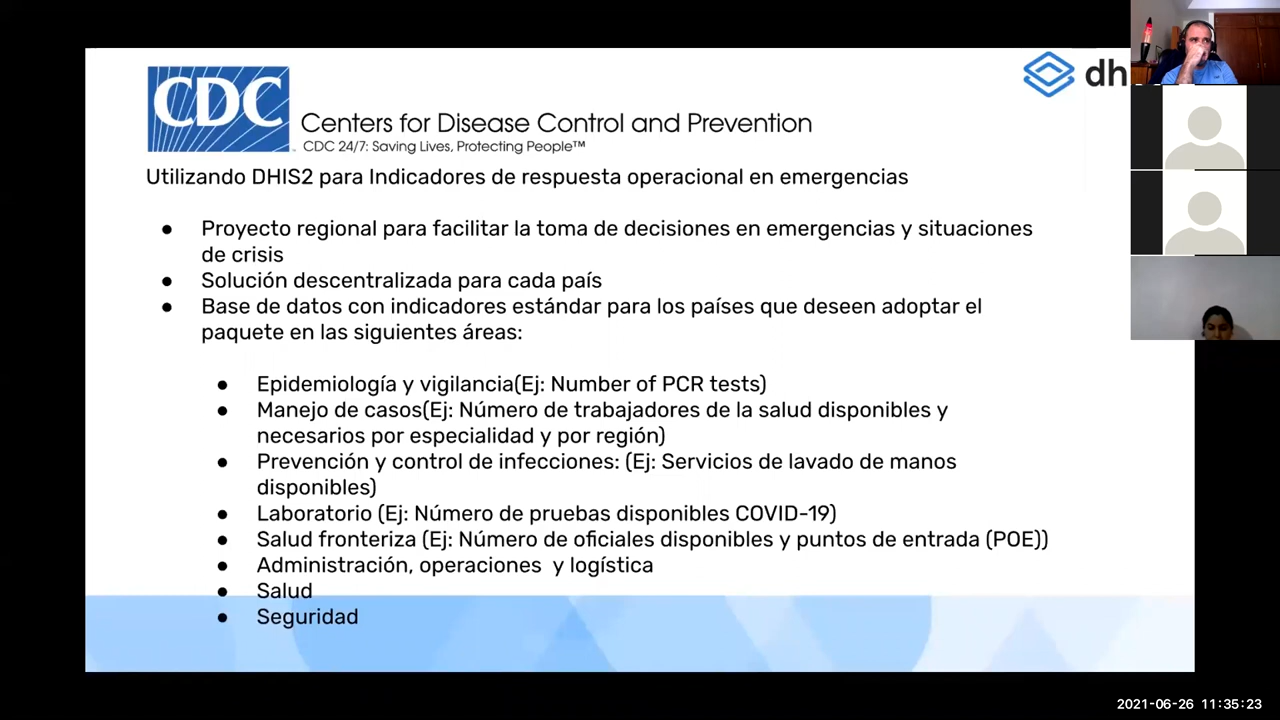 CDC
dh
Centers for Disease Control and Prevention
CDC 24/7: Saving Lives, Protecting People™
Utilizando DHIS2 para Indicadores de respuesta operacional en emergencias
● Proyecto regional para facilitar la toma de decisiones en emergencias y situaciones
de crisis
● Solución descentralizada para cada país
● Base de datos con indicadores estándar para los países que deseen adoptar el
paquete en las siguientes áreas:
● Epidemiología y vigilancia(Ej: Number of PCR tests)
● Manejo de casos(Ej: Número de trabajadores de la salud disponibles y
necesarios por especialidad y por región)
● Prevención y control de infecciones: (Ej: Servicios de lavado de manos
disponibles)
● Laboratorio (Ej: Número de pruebas disponibles COVID-19)
● Salud fronteriza (Ej: Número de oficiales disponibles y puntos de entrada (POE))
● Administración, operaciones y logística
● Salud
● Seguridad
2021-06-26 11:35:23